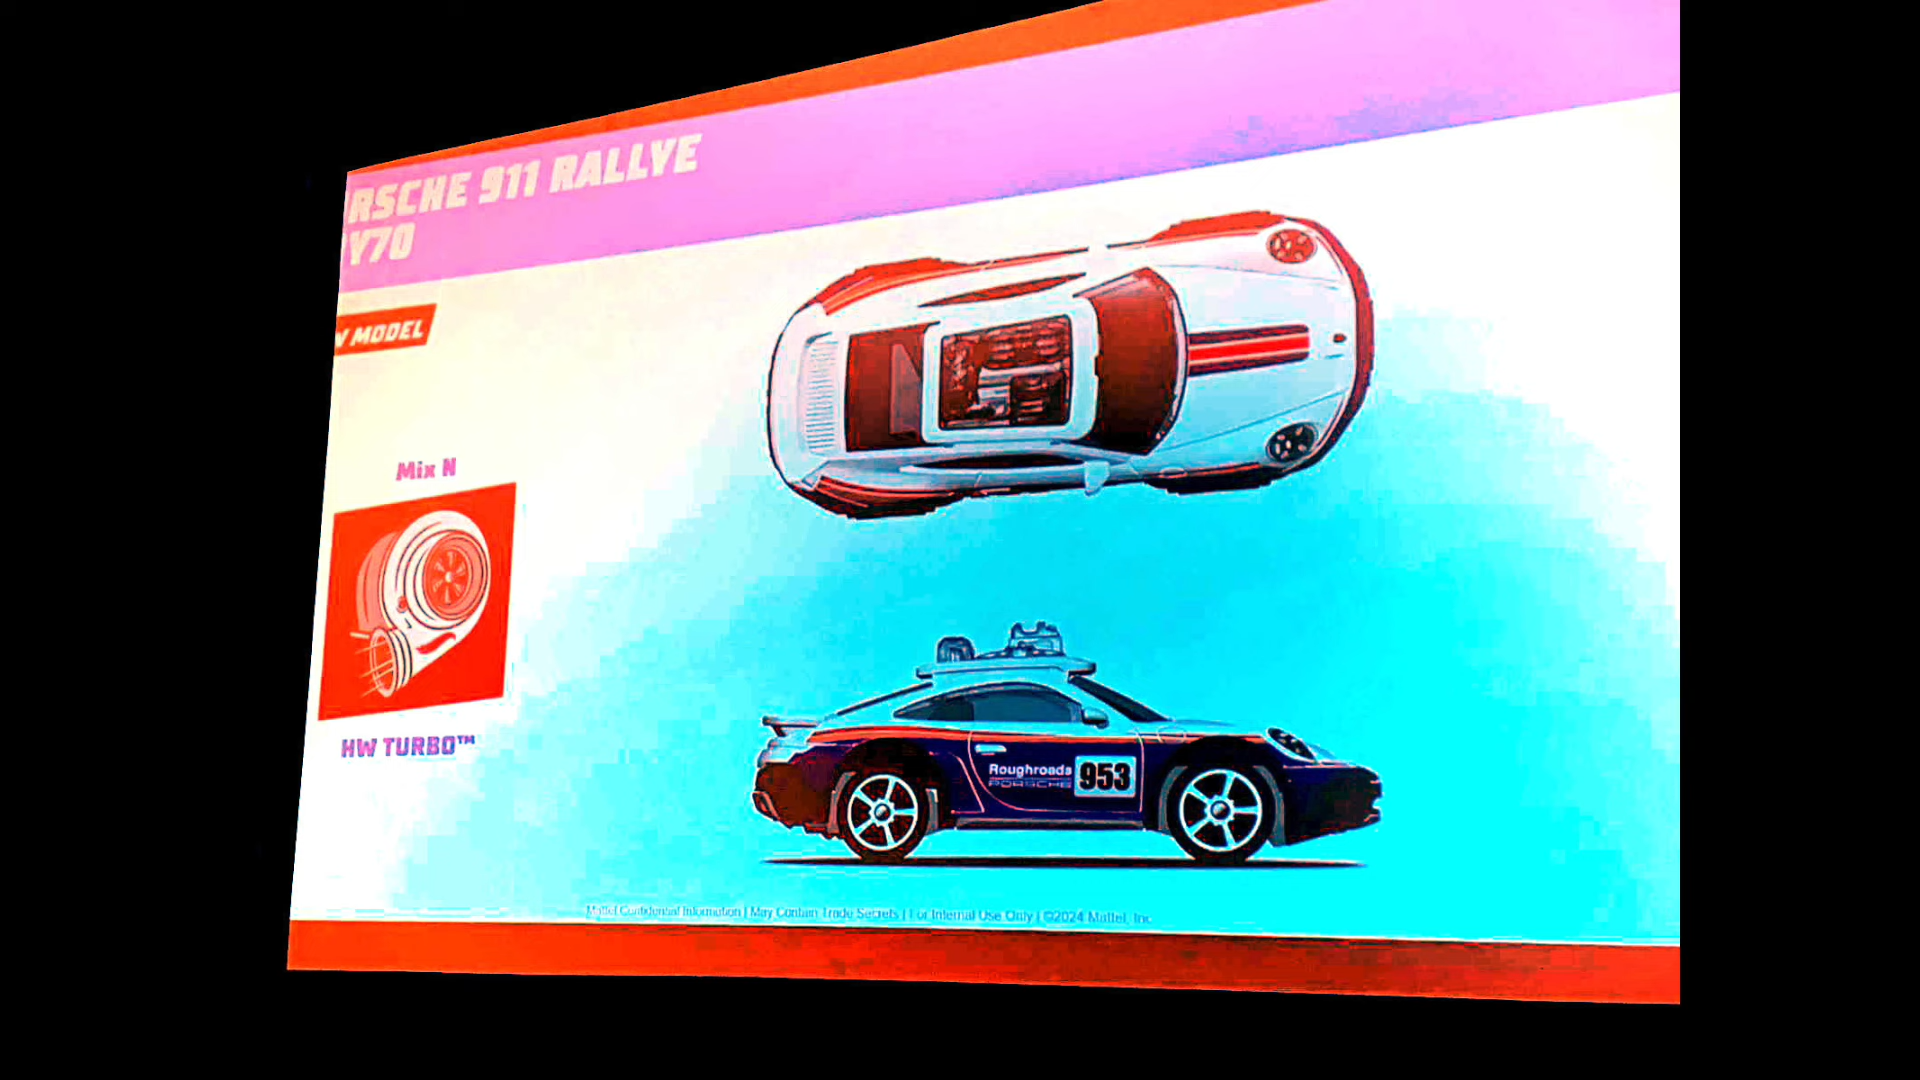 RSCHE 911 RALLYE
Y70
MODEL
Mix N
HW TURBO™
Roughroads
PORSCHE
953
Mattel Confidential Information | May Contain Trade Secrets | For Internal Use Only | ©2024 Mattel, Inc